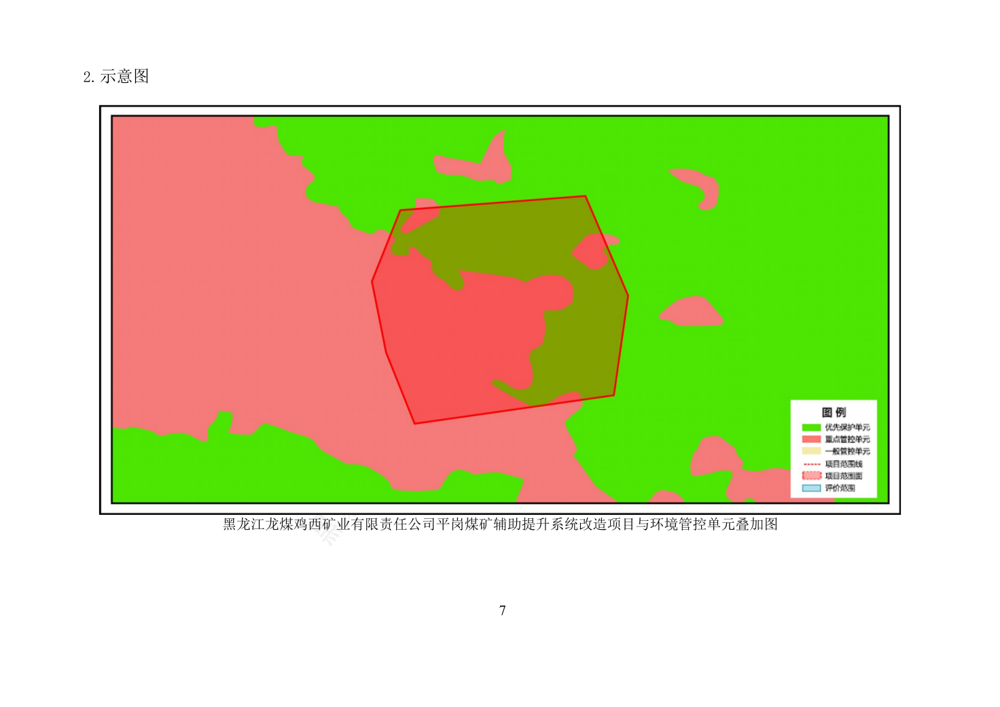 2. 示意图
图 例
优先保护单元
重点管控单元
一般管控单元
项目范围线
项目范围面
评价范围
黑龙江龙煤鸡西矿业有限责任公司平岗煤矿辅助提升系统改造项目与环境管控单元叠加图
7